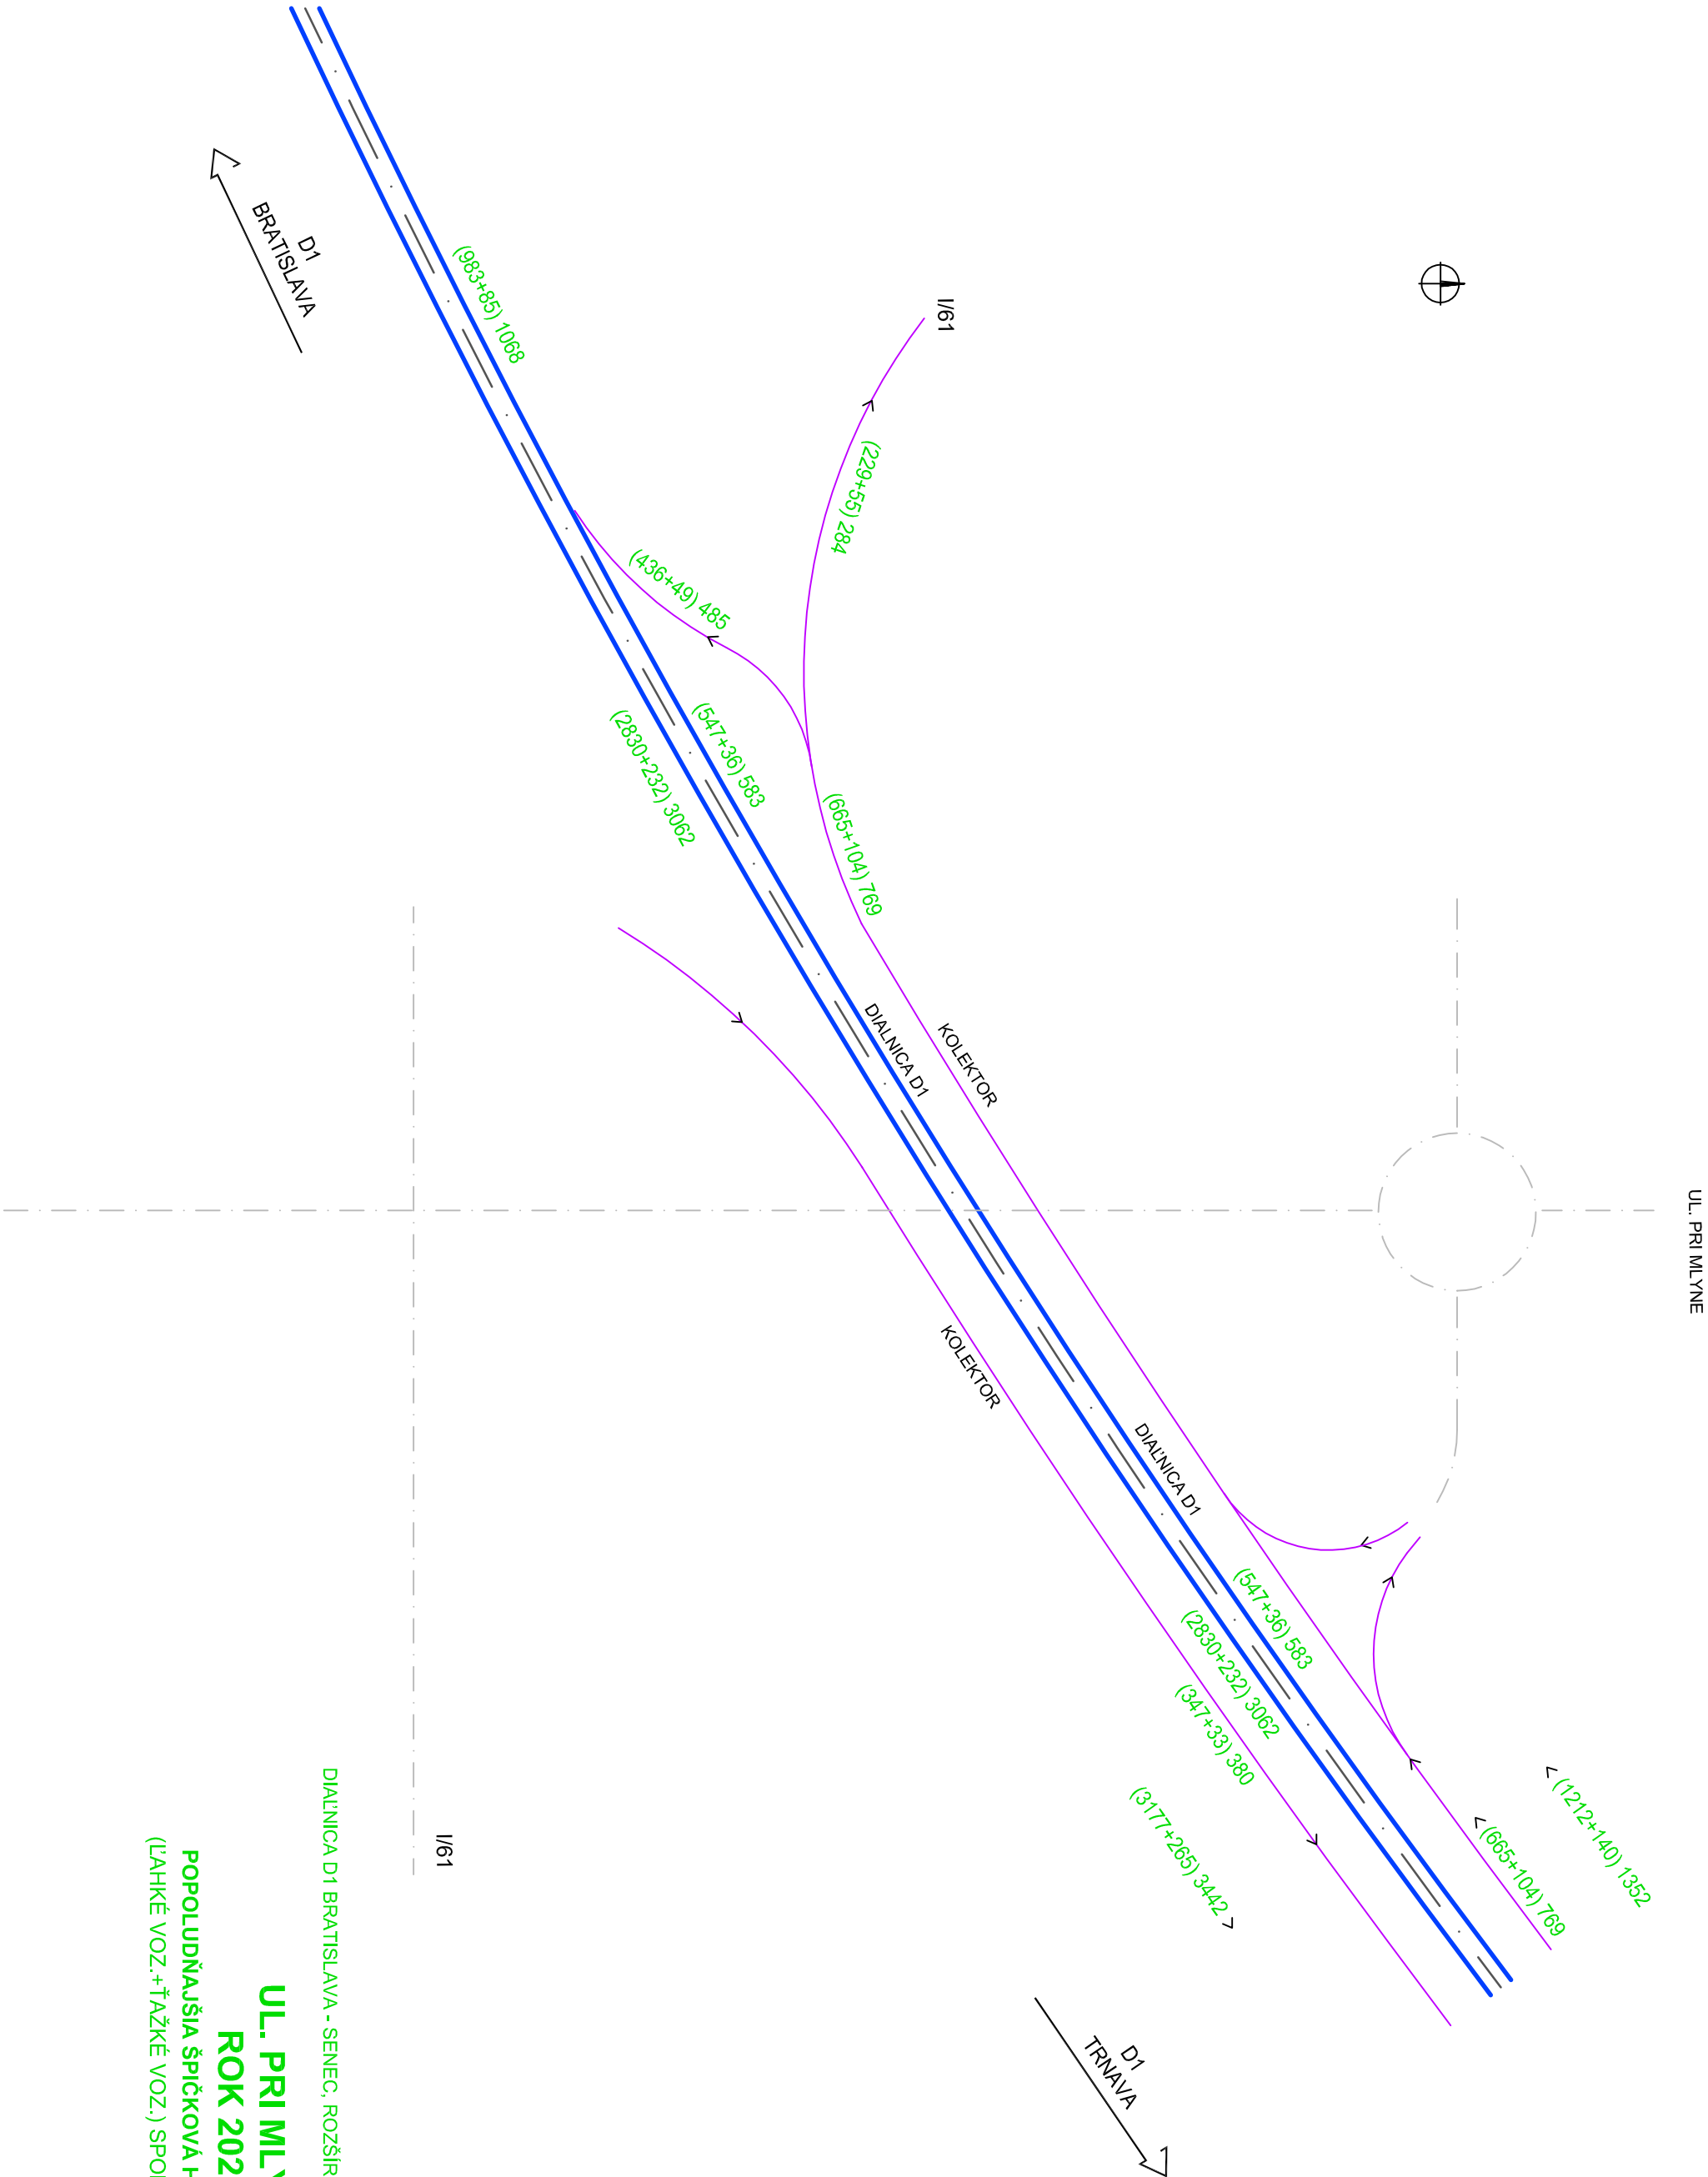 UL. PRI MLYNE
I/61
D1
BRATISLAVA
(983+85) 1068
(229+55) 284
(436+49) 485
(547+36) 583
(2830+232) 3062
(665+104) 769
DIALNICA D1
KOLEKTOR
KOLEKTOR
DIAĽNICA D1
(547+36) 583
(2830+232) 3062
(347+33) 380
(3177+265) 3442
(1212+140) 1352
(665+104) 769
D1
TRNAVA
I/61
DIAĽNICA D1 BRATISLAVA - SENEC, ROZŠÍR
UL. PRI ML
ROK 202
POPOLUDŇAJŠIA ŠPIČKOVÁ
(ĽAHKÉ VOZ.+ŤAŽKÉ VOZ.) SPO